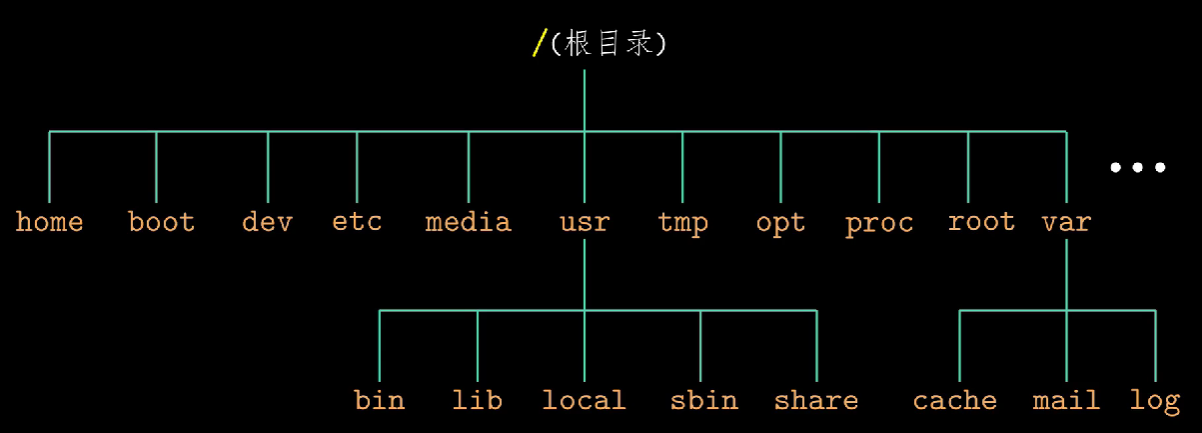 /(根目录)
home boot dev etc media usr tmp opt proc root var ...
bin lib local sbin share cache mail log